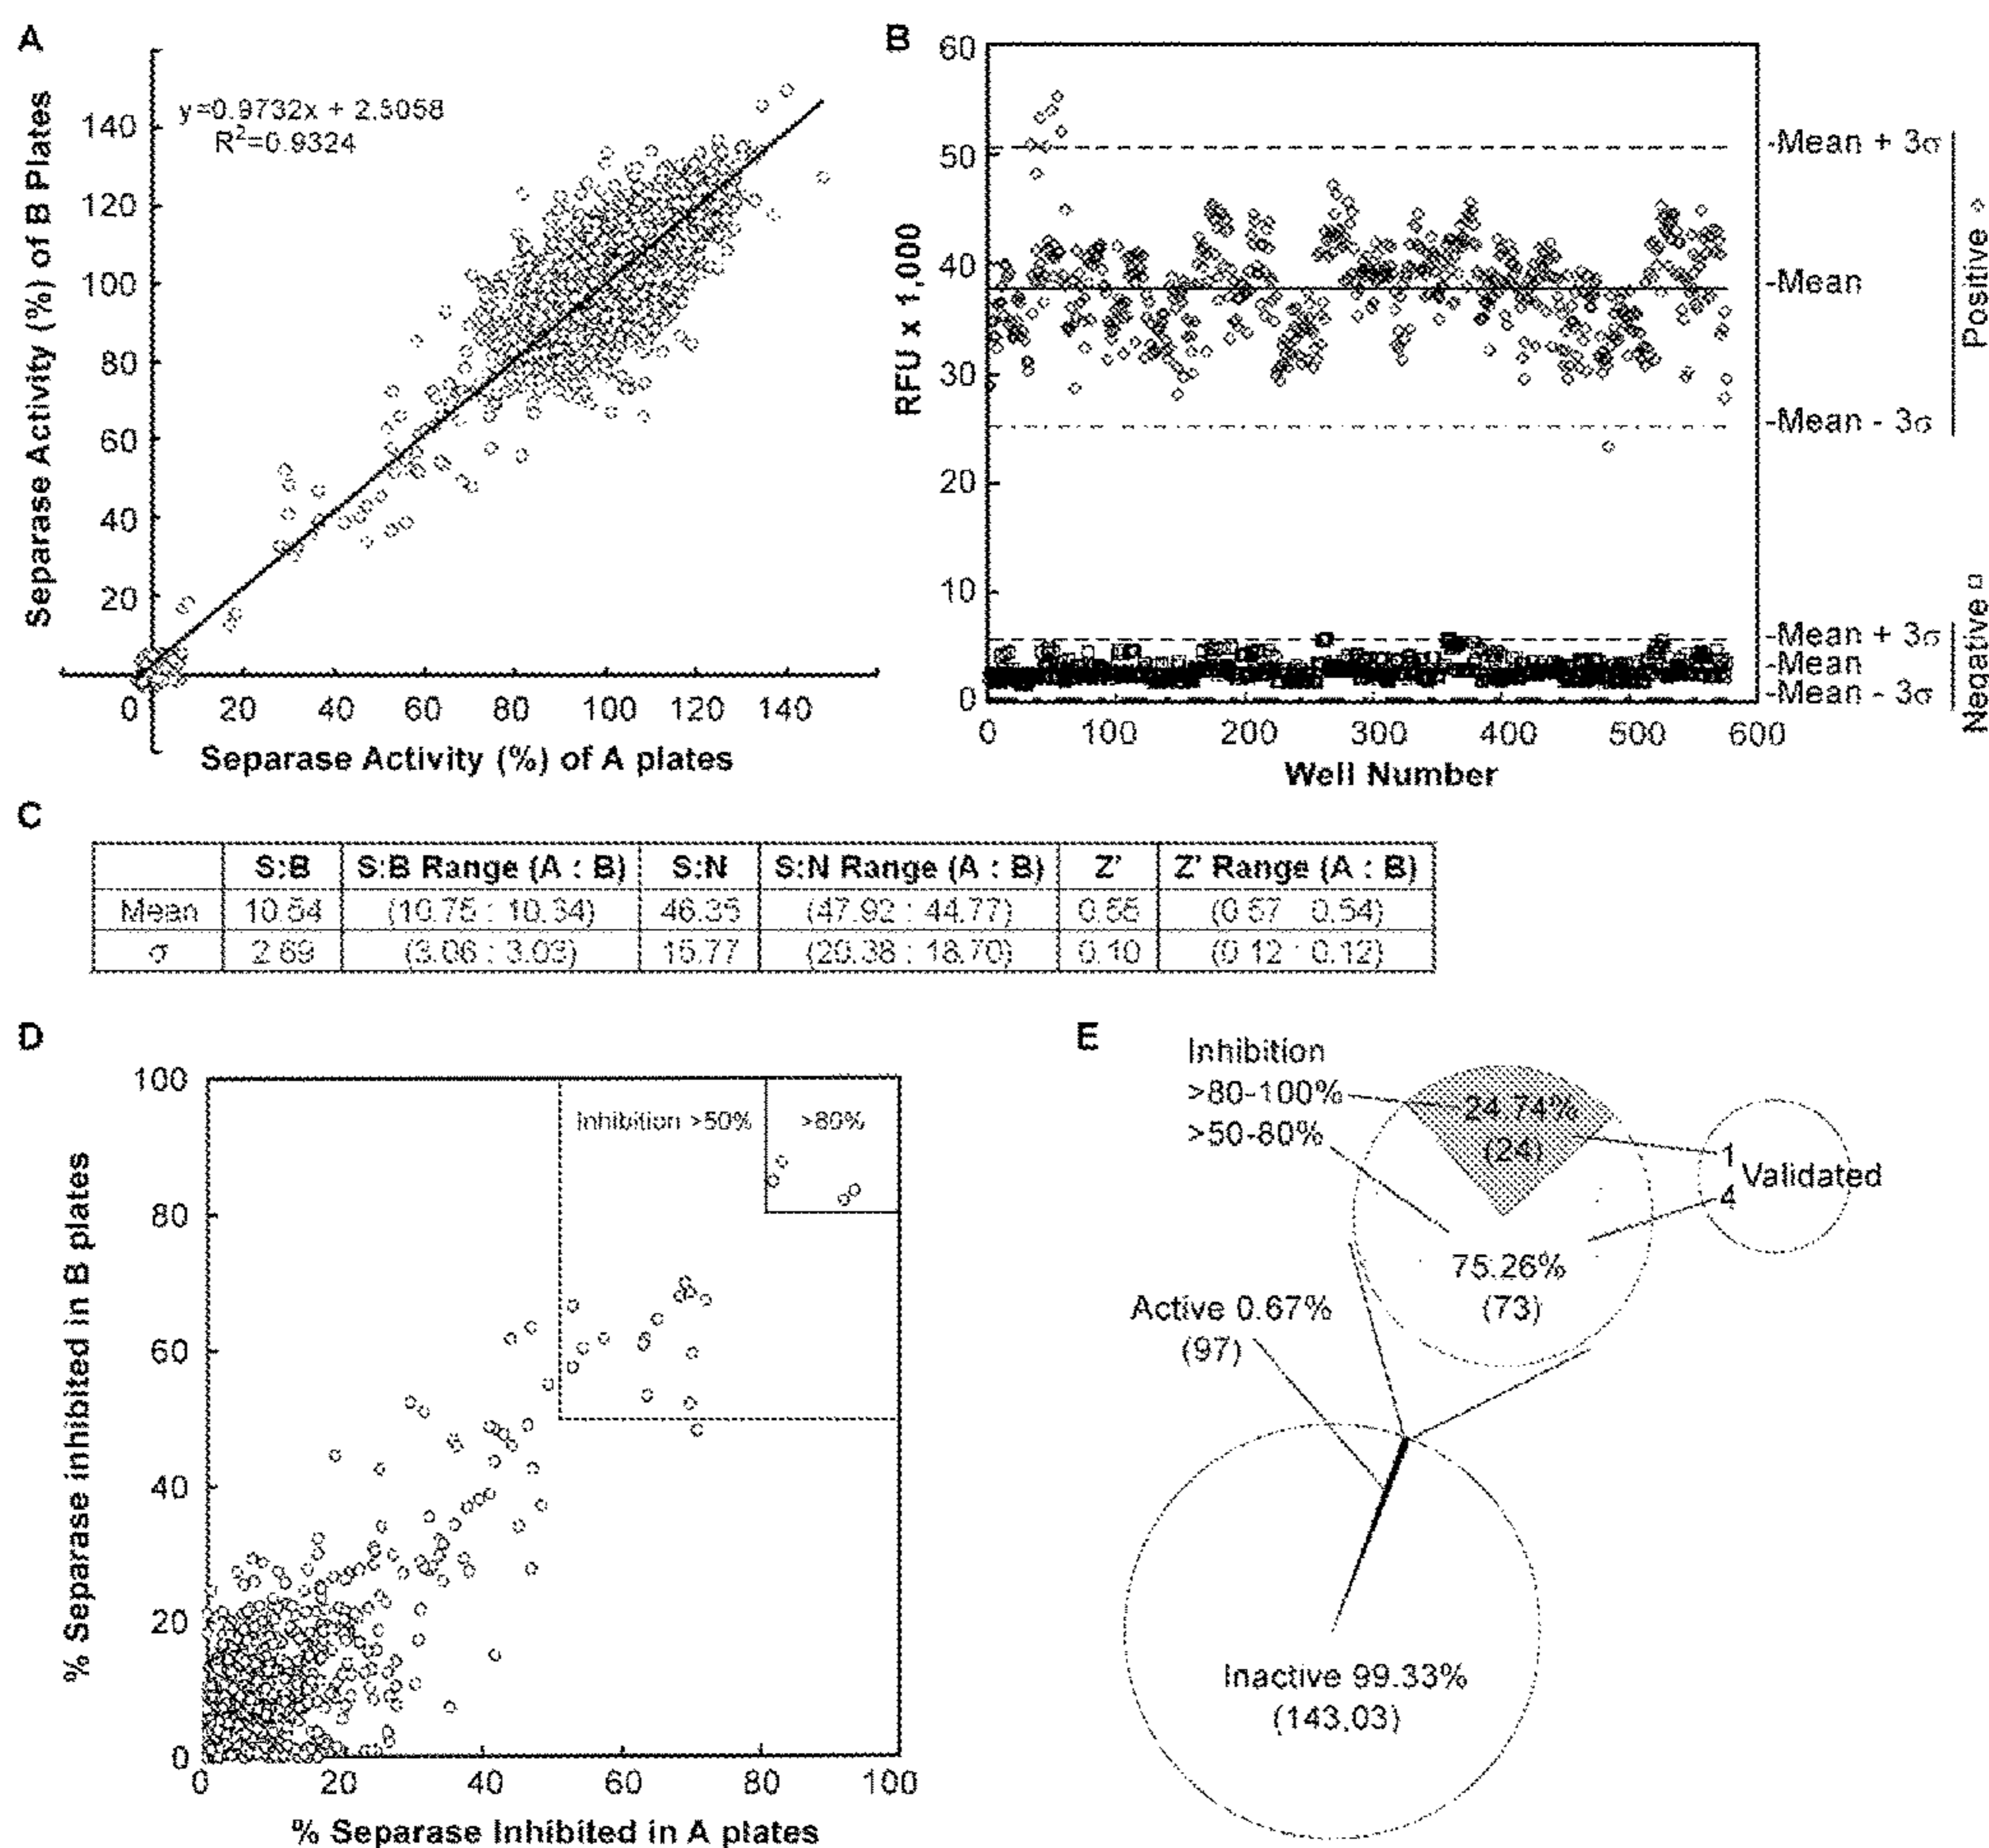 A
Separase Activity (%) of B Plates
140
120
100
80
60
40
20
y=0.9732x + 2.5058
R²=0.9324
0 20 40 60 80 100 120 140
Separase Activity (%) of A plates
B
RFU x 1,000
60
50
40
30
20
10
0
0 100 200 300 400 500 600
Well Number
-Mean + 3σ
-Mean
-Mean - 3σ
Positive ◇
-Mean + 3σ
-Mean
-Mean - 3σ
Negative □
C
S:B S:B Range (A : B) S:N S:N Range (A : B) Z' Z' Range (A : B)
Mean 10.54 (10.75 : 10.34) 46.35 (47.92 : 44.77) 0.55 (0.57 : 0.54)
σ 2.69 (3.06 : 3.03) 15.77 (20.38 : 18.70) 0.10 (0.12 : 0.12)
D
% Separase inhibited in B plates
100
80
60
40
20
0
Inhibition >50%
>80%
0 20 40 60 80 100
% Separase Inhibited in A plates
E
Inhibition
>80-100%
>50-80%
24.74%
(24)
1
Validated
4
75.26%
(73)
Active 0.67%
(97)
Inactive 99.33%
(143,03)